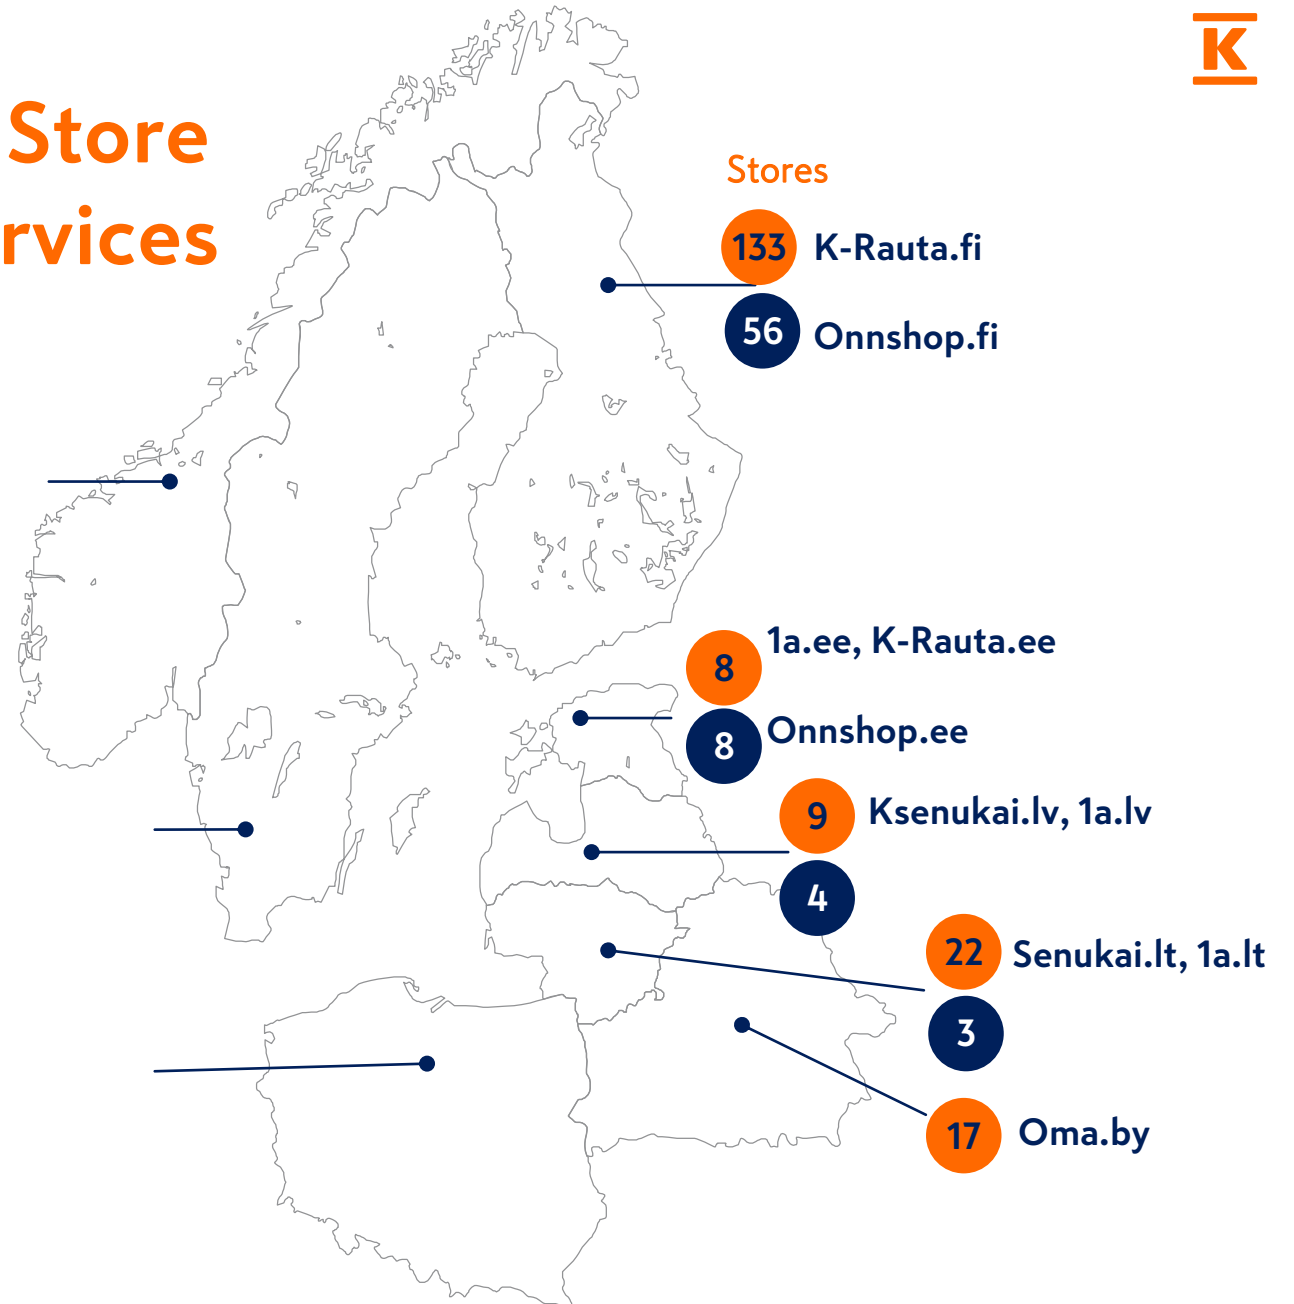 K
Store
rvices
Stores
133 K-Rauta.fi
56 Onnshop.fi
8 1a.ee, K-Rauta.ee
8 Onnshop.ee
9 Ksenukai.lv, 1a.lv
4
22 Senukai.lt, 1a.lt
3
17 Oma.by